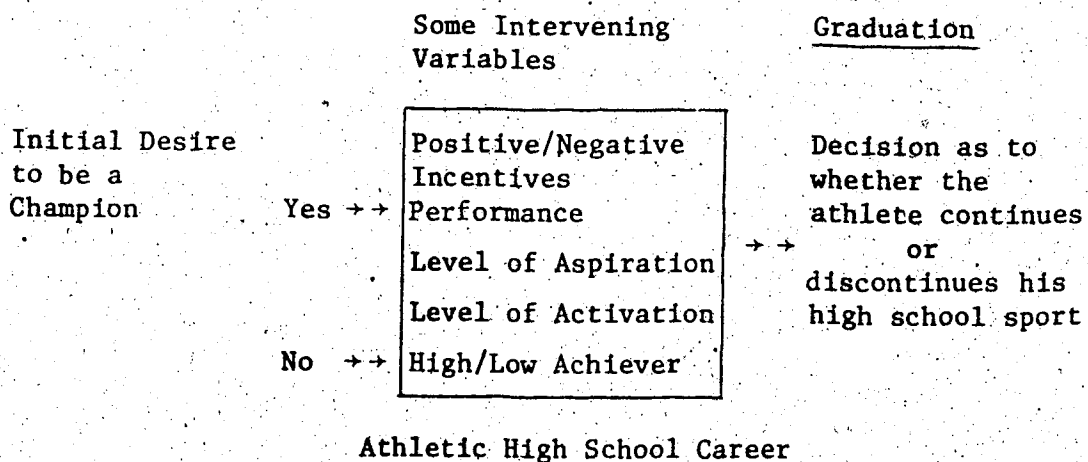 Some Intervening
Variables
Graduation
Initial Desire
to be a
Champion
Yes →→
No →→
Positive/Negative
Incentives
Performance
Level of Aspiration
Level of Activation
High/Low Achiever
→→
Decision as to
whether the
athlete continues
or
discontinues his
high school sport
Athletic High School Career